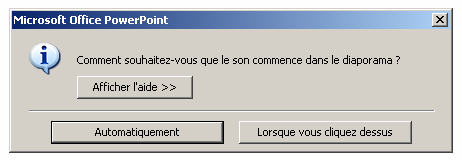 Microsoft Office PowerPoint
Comment souhaitez-vous que le son commence dans le diaporama ?
Afficher l'aide >>
Automatiquement
Lorsque vous cliquez dessus